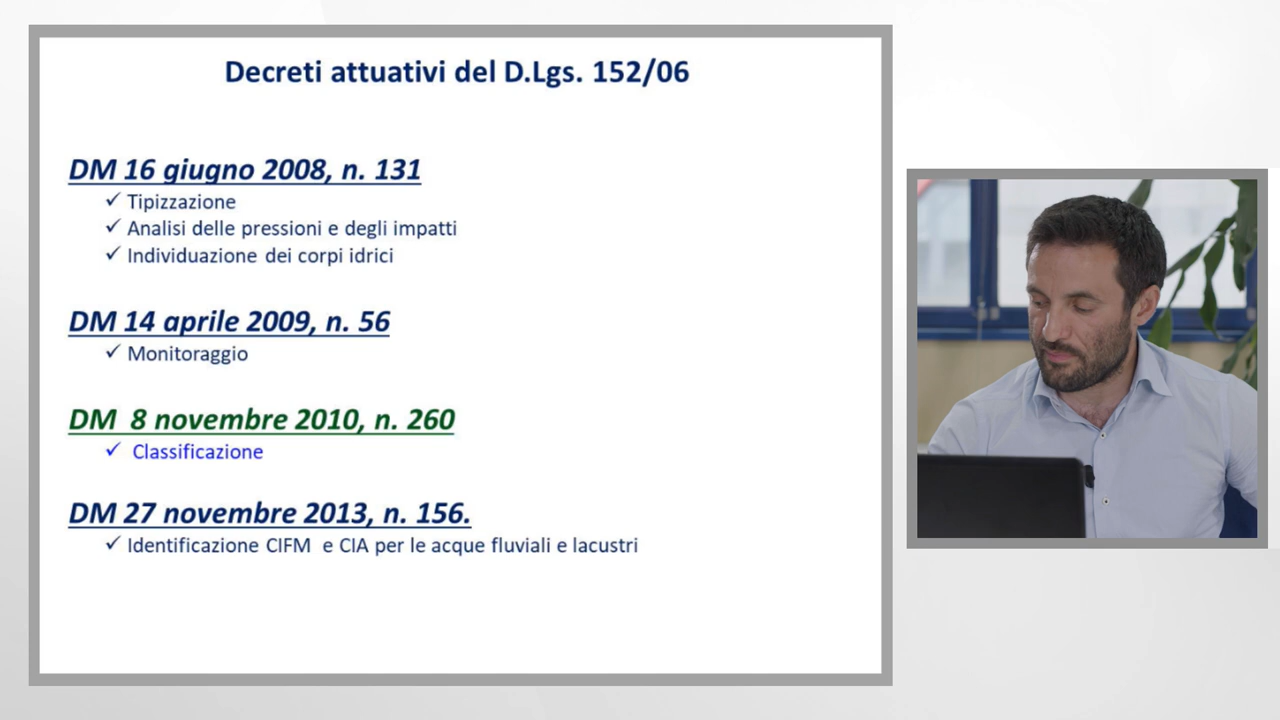 Decreti attuativi del D.Lgs. 152/06
DM 16 giugno 2008, n. 131
✓ Tipizzazione
✓ Analisi delle pressioni e degli impatti
✓ Individuazione dei corpi idrici
DM 14 aprile 2009, n. 56
✓ Monitoraggio
DM 8 novembre 2010, n. 260
✓ Classificazione
DM 27 novembre 2013, n. 156.
✓ Identificazione CIFM e CIA per le acque fluviali e lacustri